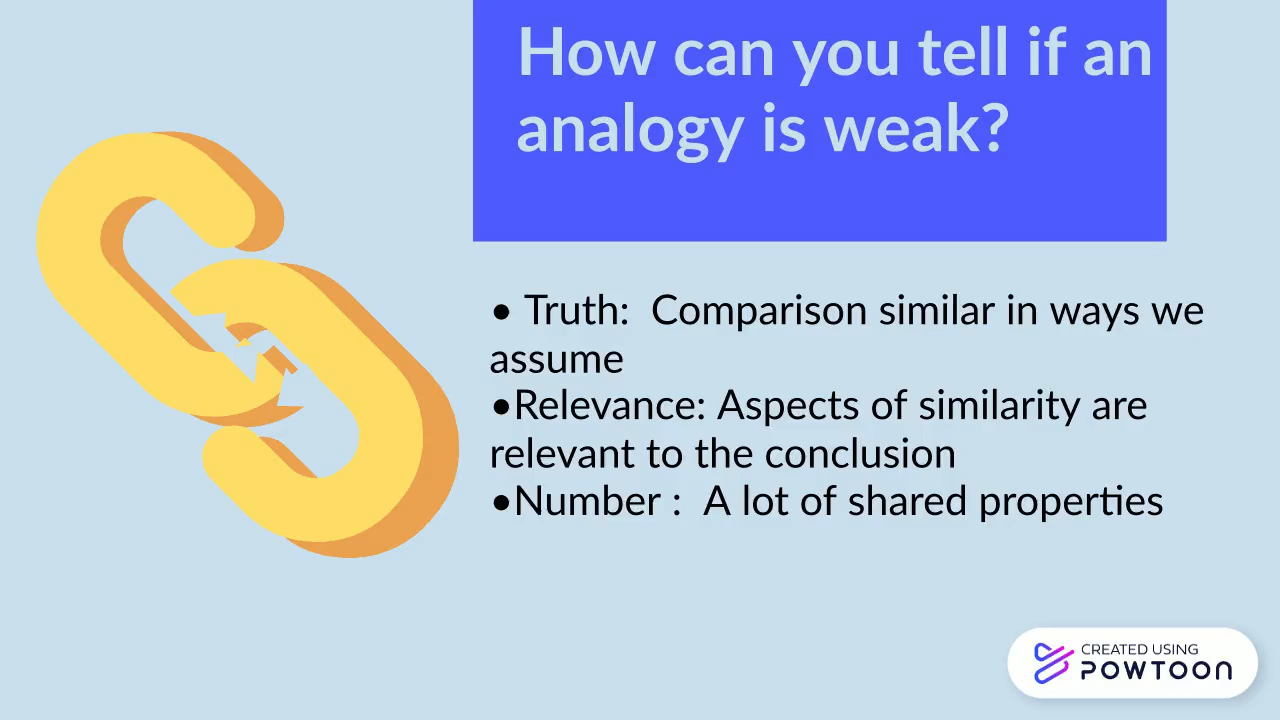 How can you tell if an
analogy is weak?
• Truth:  Comparison similar in ways we
assume
•Relevance: Aspects of similarity are
relevant to the conclusion
•Number :  A lot of shared properties
CREATED USING
POWTOON